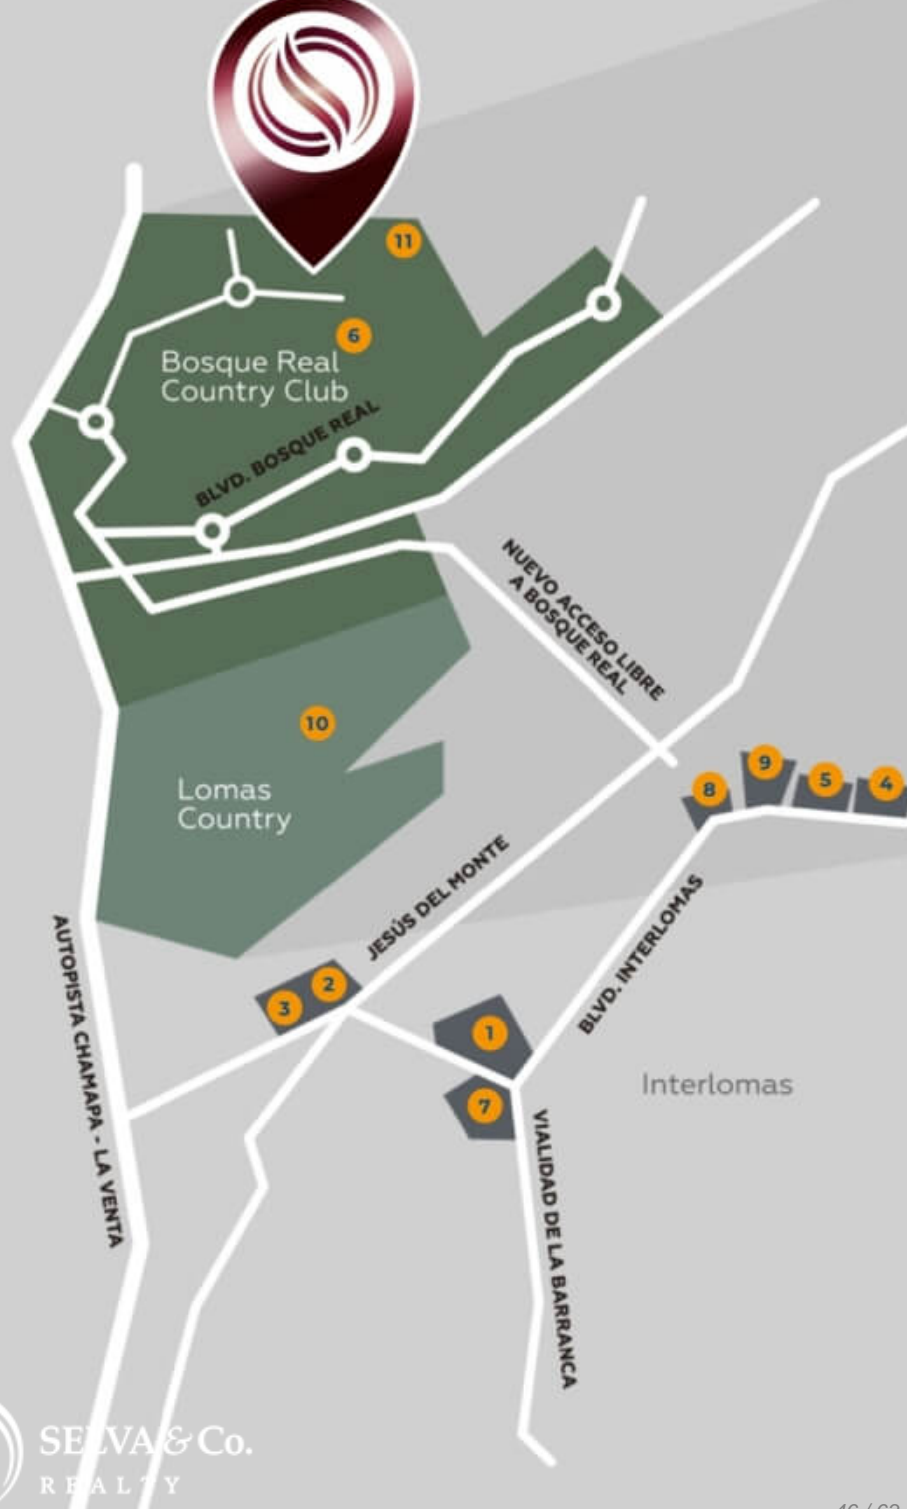 11
6
Bosque Real
Country Club
BLVD. BOSQUE REAL
NUEVO ACCESO LIBRE
A BOSQUE REAL
10
Lomas
Country
9
8
5
4
JESÚS DEL MONTE
BLVD. INTERLOMAS
AUTOPISTA CHAMAPA - LA VENTA
2
3
1
7
Interlomas
VIALIDAD DE LA BARRANCA
SELVA & Co.
REALTY